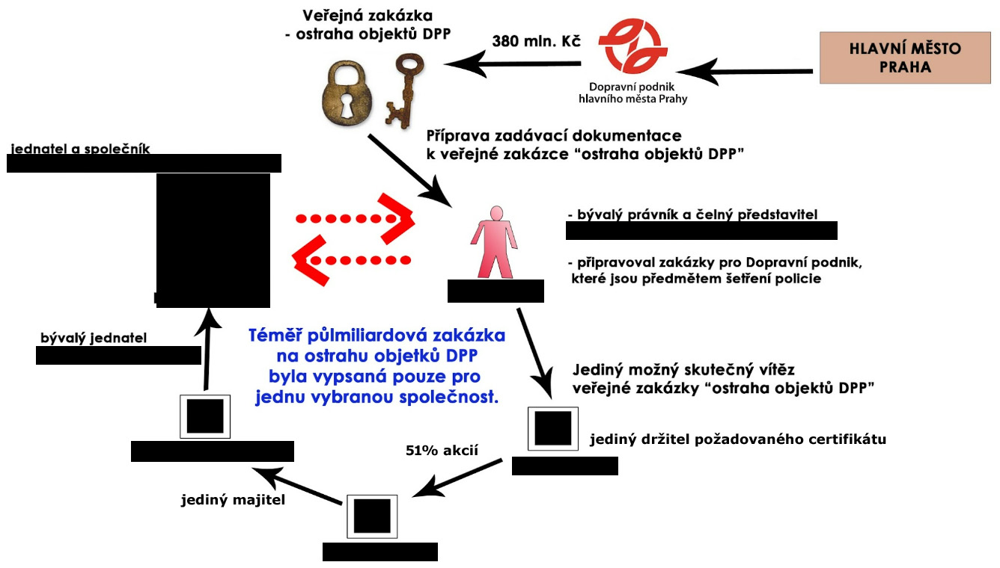 Veřejná zakázka
- ostraha objektů DPP
380 mln. Kč
HLAVNÍ MĚSTO
PRAHA
Dopravní podnik
hlavního města Prahy
Příprava zadávací dokumentace
k veřejné zakázce “ostraha objektů DPP”
jednatel a společník
- bývalý právník a čelný představitel
- připravoval zakázky pro Dopravní podnik,
které jsou předmětem šetření policie
bývalý jednatel
Téměř půlmiliardová zakázka
na ostrahu objetků DPP
byla vypsaná pouze pro
jednu vybranou společnost.
Jediný možný skutečný vítěz
veřejné zakázky “ostraha objektů DPP”
jediný držitel požadovaného certifikátu
51% akcií
jediný majitel